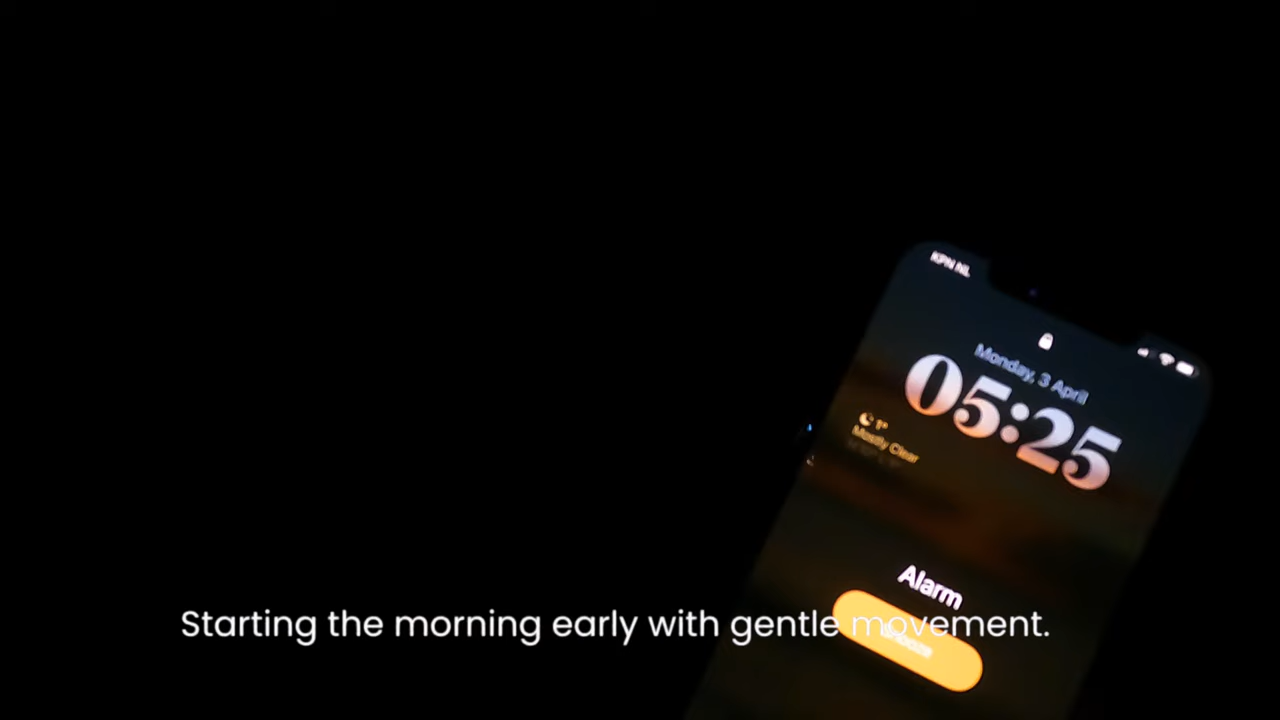 KPN NL
Monday, 3 April
05:25
Mostly Clear
Alarm
Starting the morning early with gentle movement.